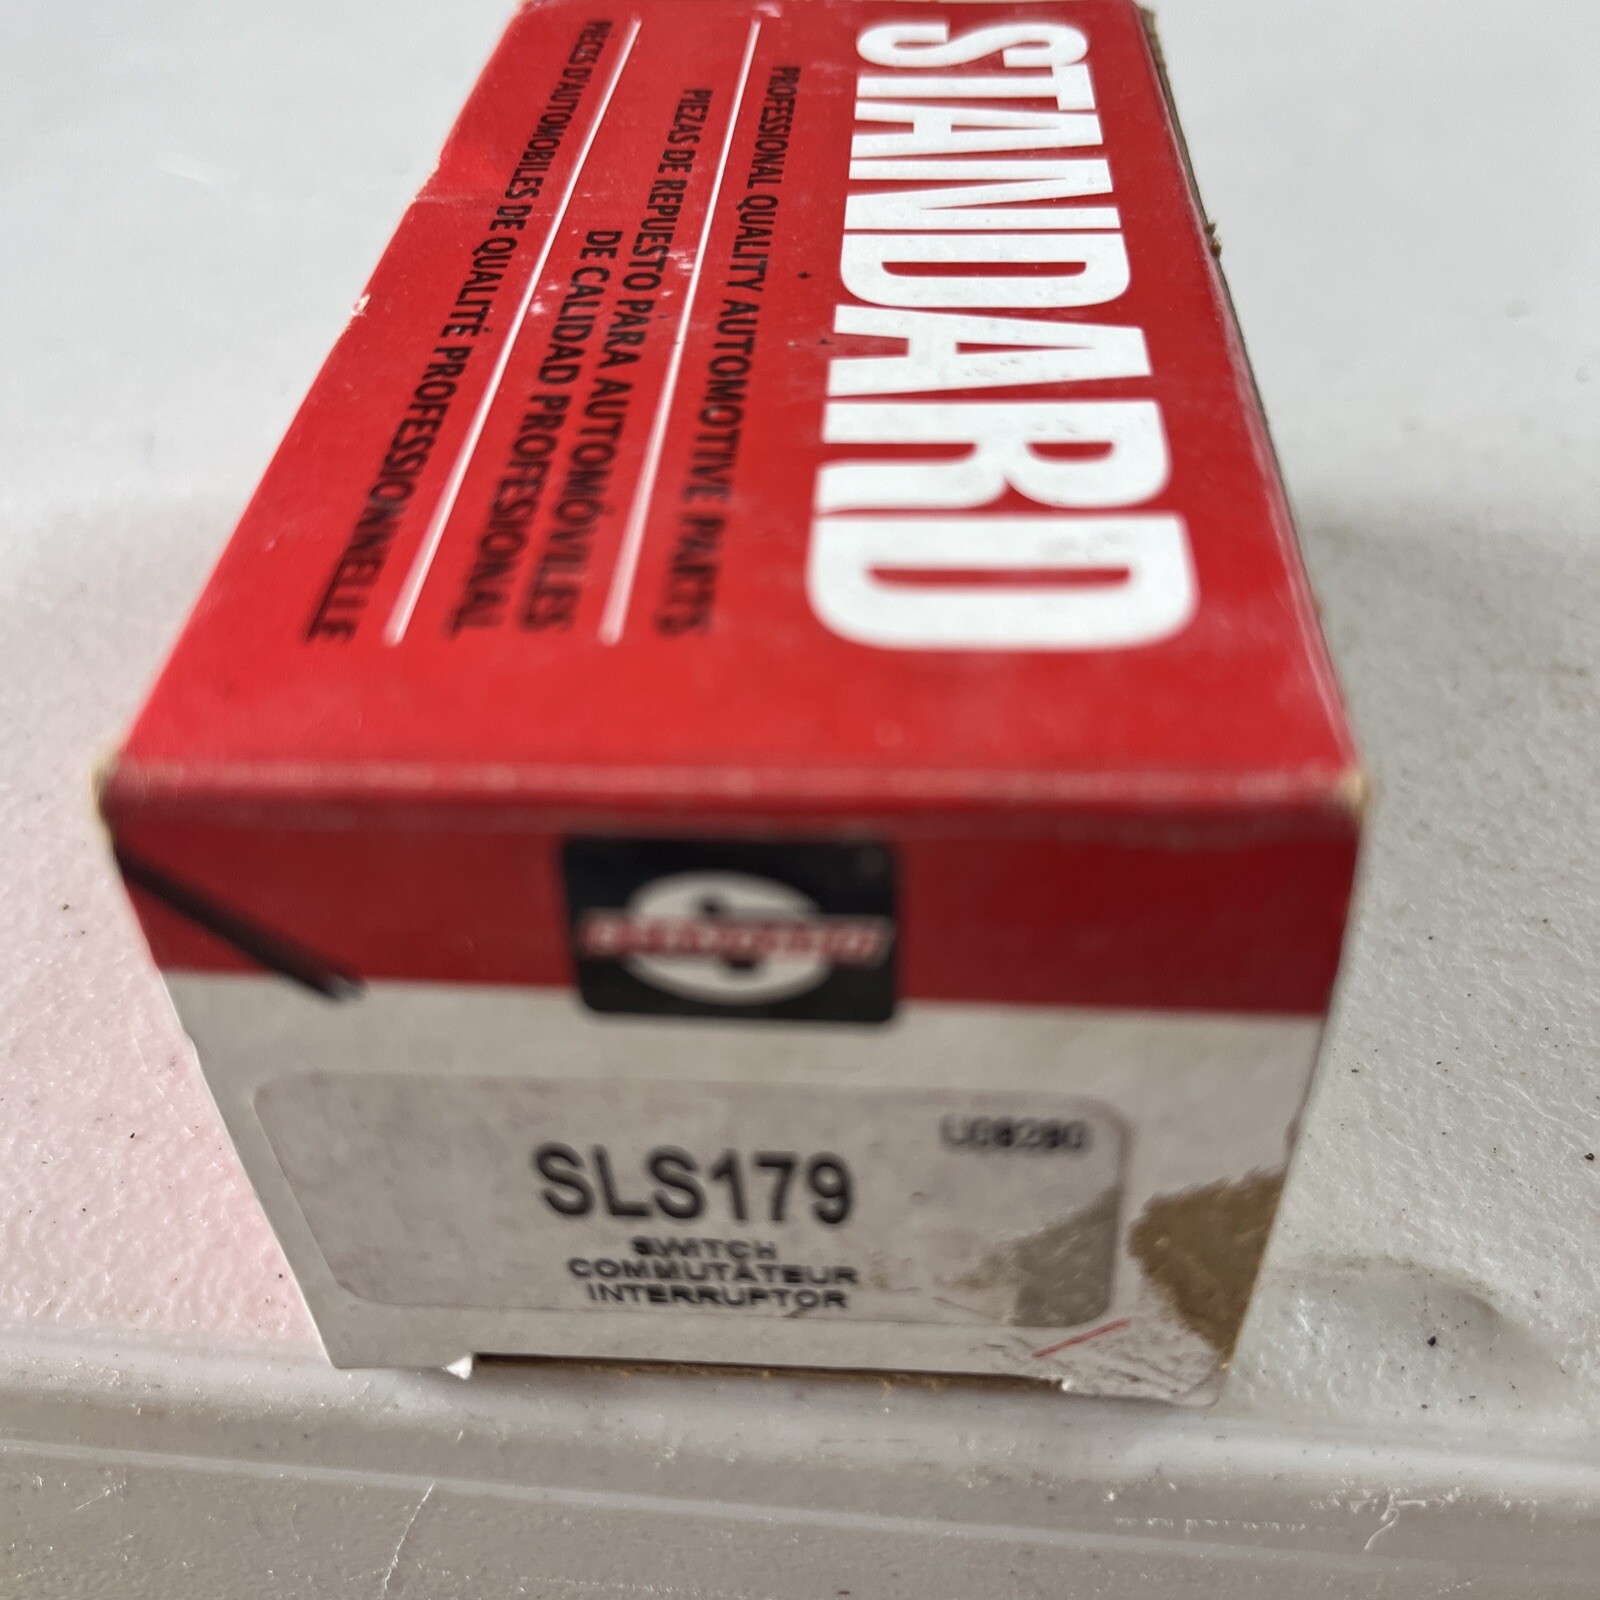 STANDARD
PROFESSIONAL QUALITY AUTOMOTIVE PARTS
PIEZAS DE REPUESTO PARA AUTOMÓVILES
DE CALIDAD PROFESIONAL
PIÈCES D'AUTOMOBILES DE QUALITÉ PROFESSIONNELLE
SLS179
SWITCH
COMMUTATEUR
INTERRUPTOR